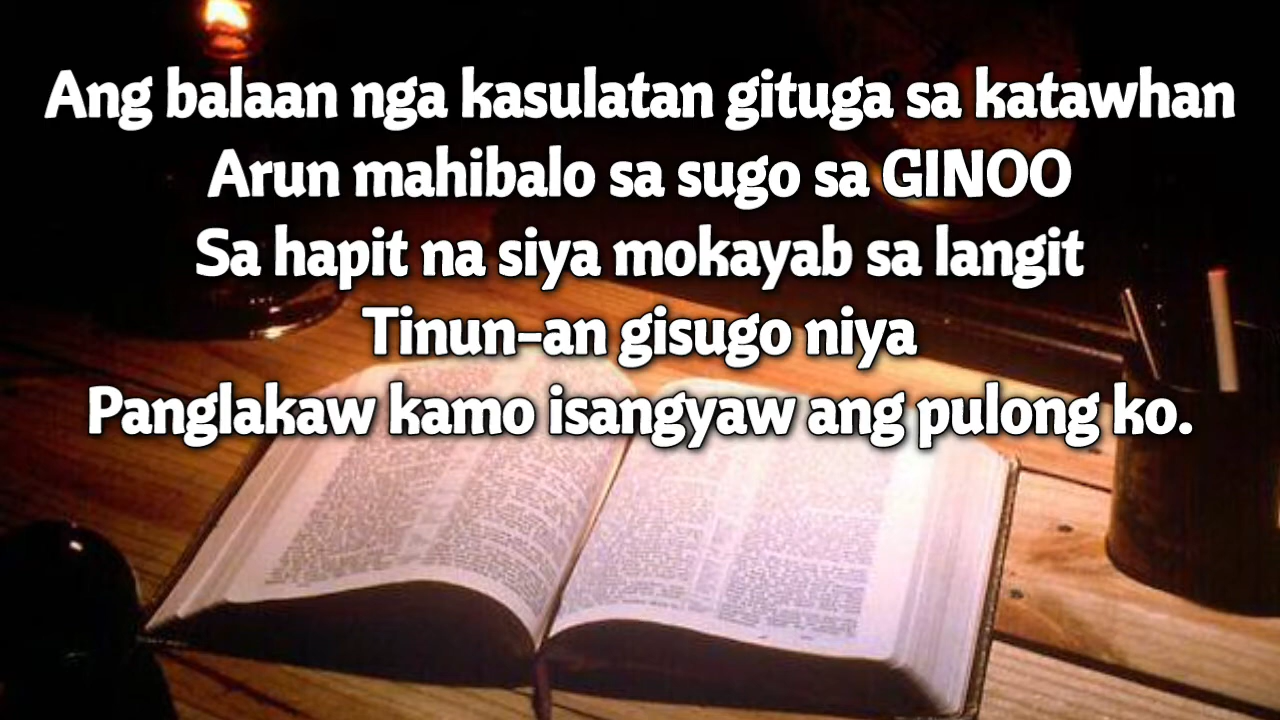 Ang balaan nga kasulatan gituga sa katawhan
Arun mahibalo sa sugo sa GINOO
Sa hapit na siya mokayab sa langit
Tinun-an gisugo niya
Panglakaw kamo isangyaw ang pulong ko.